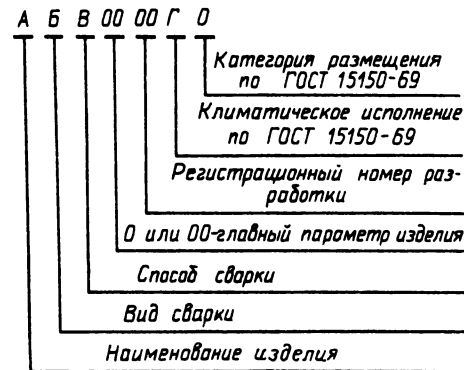 А Б В 00 00 Г 0
Категория размещения
по ГОСТ 15150-69
Климатическое исполнение
по ГОСТ 15150-69
Регистрационный номер раз-
работки
0 или 00-главный параметр изделия
Способ сварки
Вид сварки
Наименование изделия